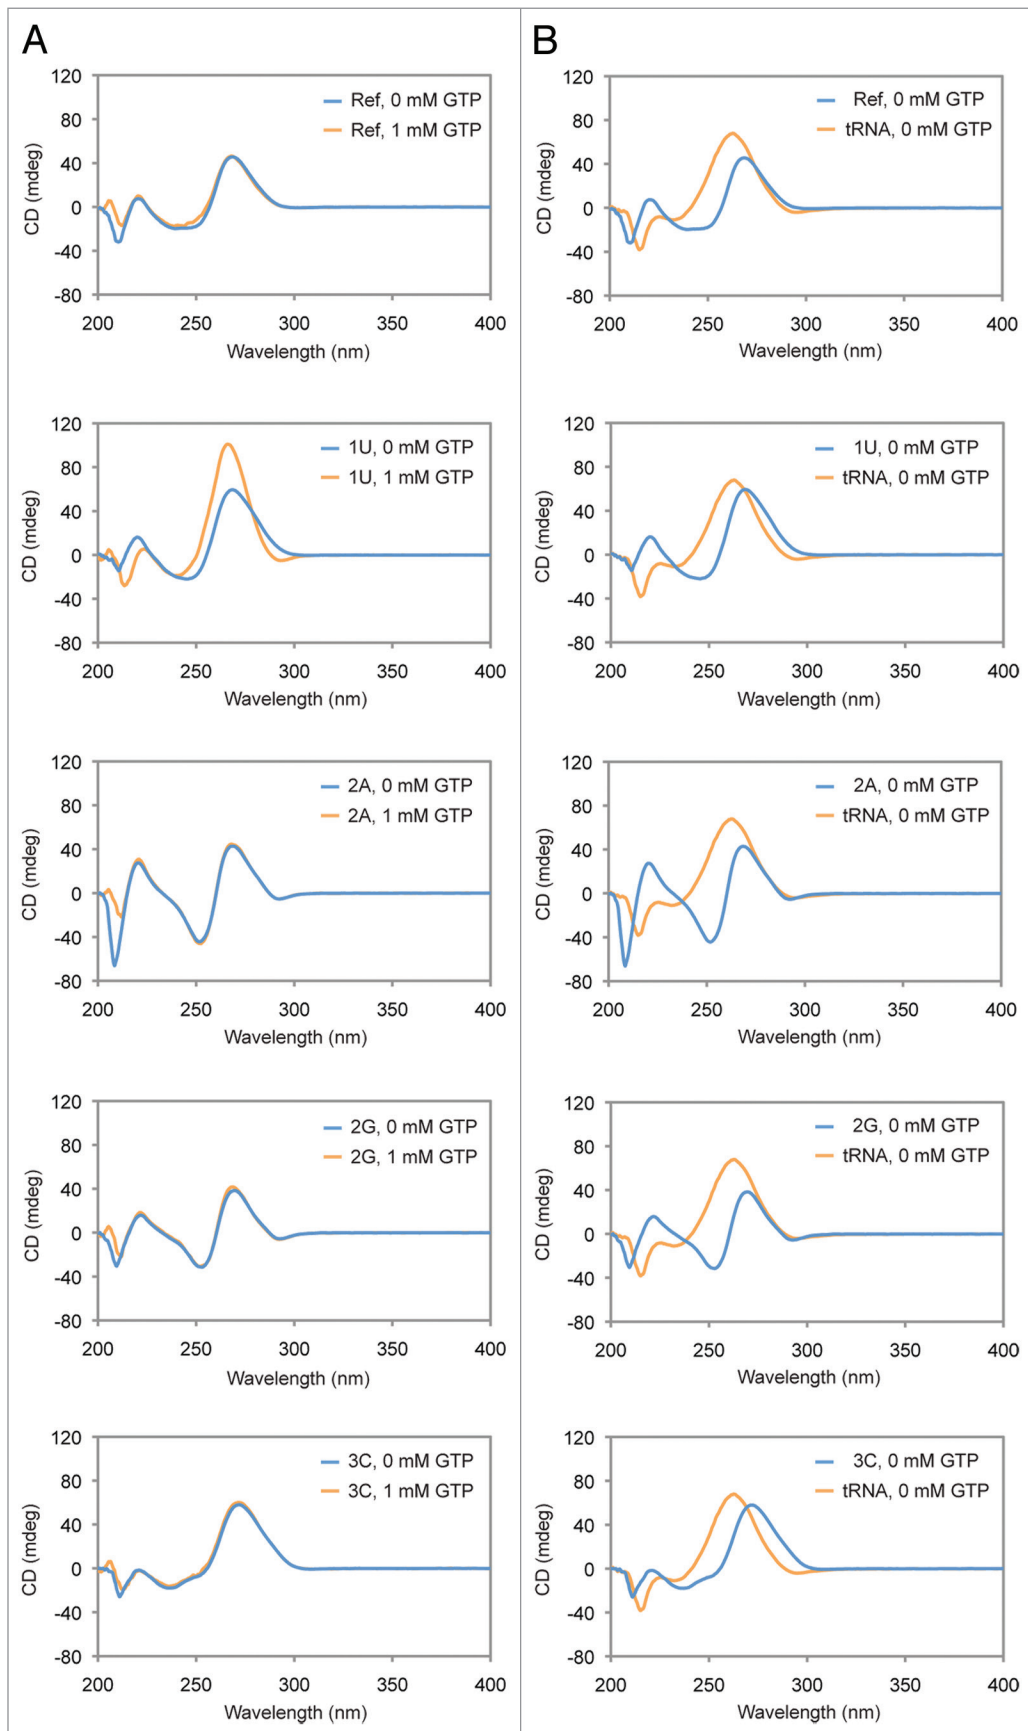 A
120
80
40
0
-40
-80
CD (mdeg)
Ref, 0 mM GTP
Ref, 1 mM GTP
200 250 300 350 400
Wavelength (nm)
120
80
40
0
-40
-80
CD (mdeg)
1U, 0 mM GTP
1U, 1 mM GTP
200 250 300 350 400
Wavelength (nm)
120
80
40
0
-40
-80
CD (mdeg)
2A, 0 mM GTP
2A, 1 mM GTP
200 250 300 350 400
Wavelength (nm)
120
80
40
0
-40
-80
CD (mdeg)
2G, 0 mM GTP
2G, 1 mM GTP
200 250 300 350 400
Wavelength (nm)
120
80
40
0
-40
-80
CD (mdeg)
3C, 0 mM GTP
3C, 1 mM GTP
200 250 300 350 400
Wavelength (nm)
B
120
80
40
0
-40
-80
CD (mdeg)
Ref, 0 mM GTP
tRNA, 0 mM GTP
200 250 300 350 400
Wavelength (nm)
120
80
40
0
-40
-80
CD (mdeg)
1U, 0 mM GTP
tRNA, 0 mM GTP
200 250 300 350 400
Wavelength (nm)
120
80
40
0
-40
-80
CD (mdeg)
2A, 0 mM GTP
tRNA, 0 mM GTP
200 250 300 350 400
Wavelength (nm)
120
80
40
0
-40
-80
CD (mdeg)
2G, 0 mM GTP
tRNA, 0 mM GTP
200 250 300 350 400
Wavelength (nm)
120
80
40
0
-40
-80
CD (mdeg)
3C, 0 mM GTP
tRNA, 0 mM GTP
200 250 300 350 400
Wavelength (nm)